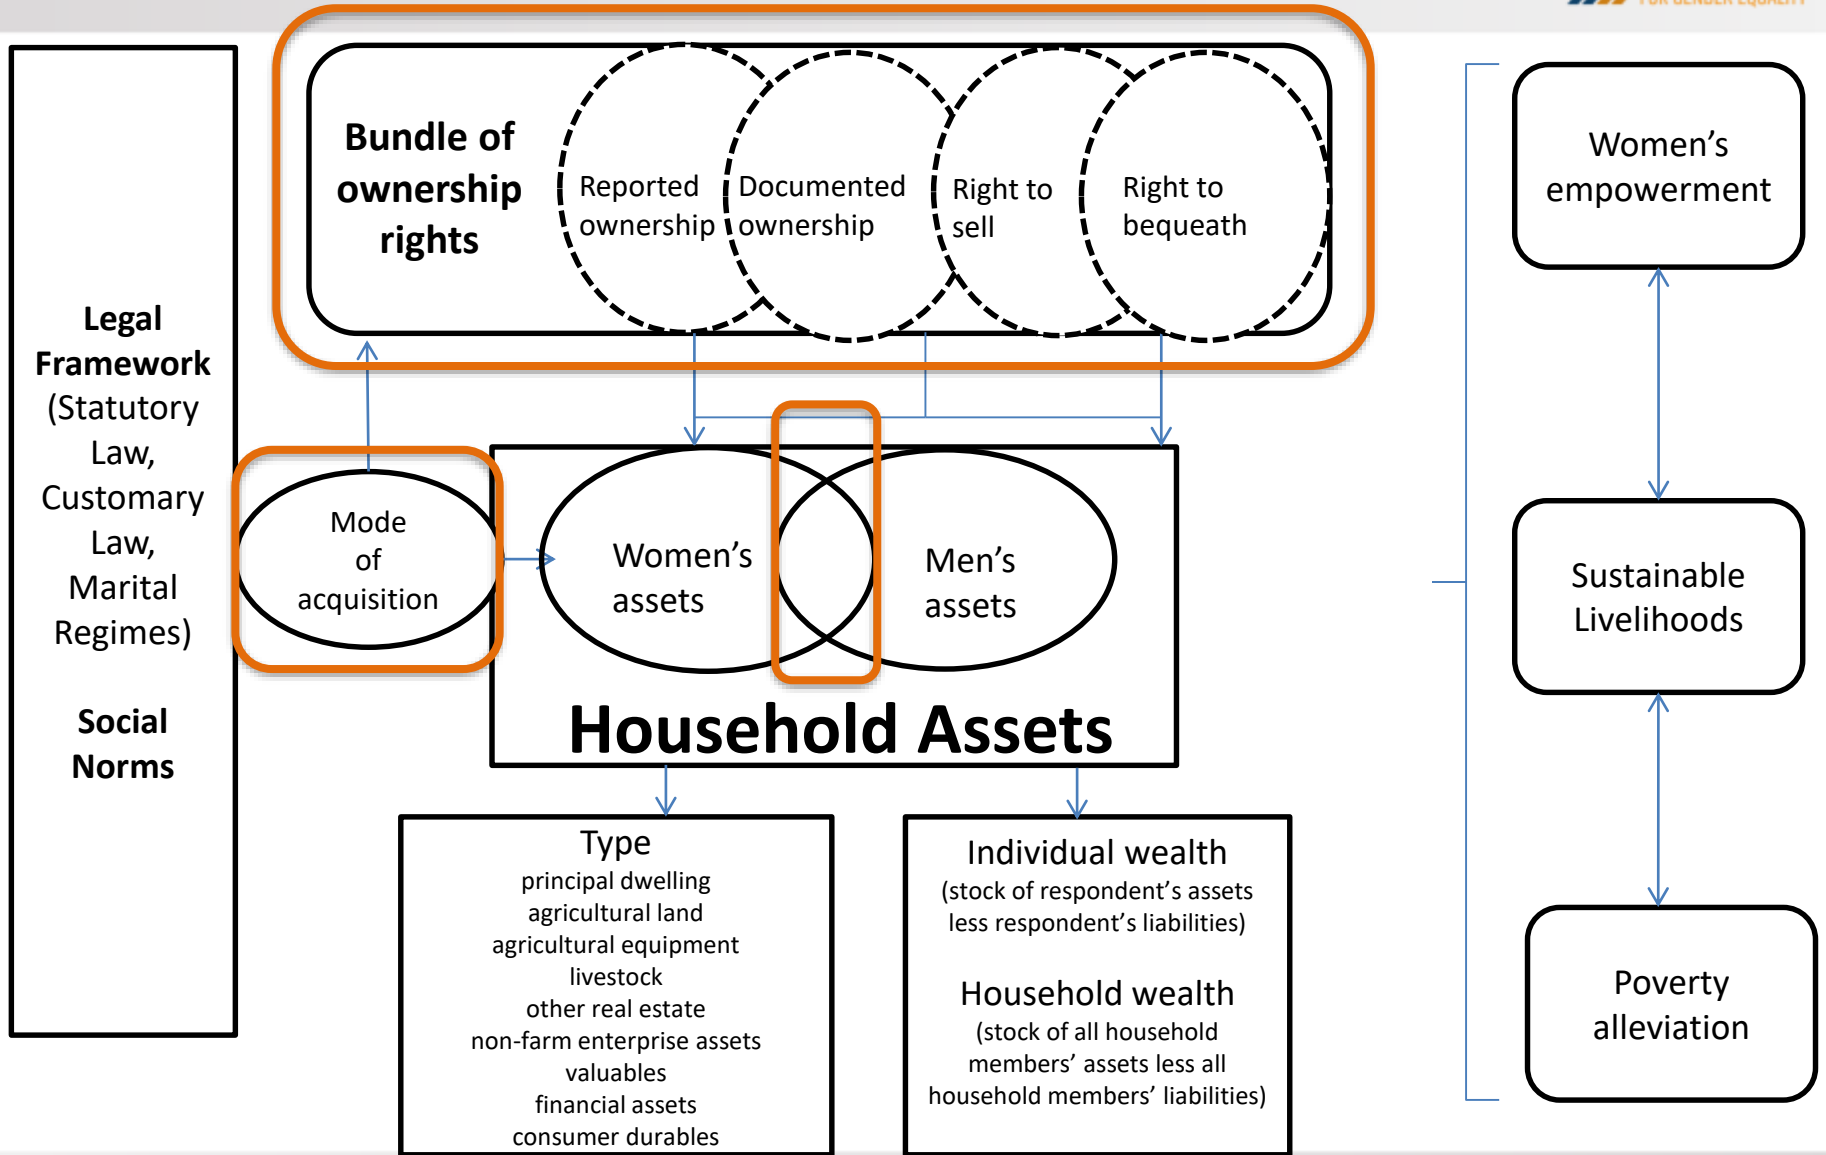 FOR GENDER EQUALITY
Legal
Framework
(Statutory
Law,
Customary
Law,
Marital
Regimes)
Social
Norms
Bundle of
ownership
rights
Reported
ownership
Documented
ownership
Right to
sell
Right to
bequeath
Mode
of
acquisition
Women’s
assets
Men’s
assets
Household Assets
Type
principal dwelling
agricultural land
agricultural equipment
livestock
other real estate
non-farm enterprise assets
valuables
financial assets
consumer durables
Individual wealth
(stock of respondent’s assets
less respondent’s liabilities)
Household wealth
(stock of all household
members’ assets less all
household members’ liabilities)
Women’s
empowerment
Sustainable
Livelihoods
Poverty
alleviation